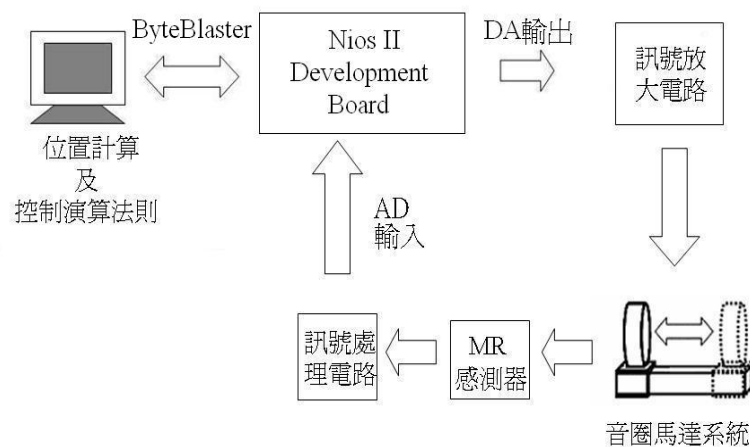 ByteBlaster
Nios II
Development
Board
DA輸出
訊號放
大電路
位置計算
及
控制演算法則
AD
輸入
訊號處
理電路
MR
感測器
音圈馬達系統